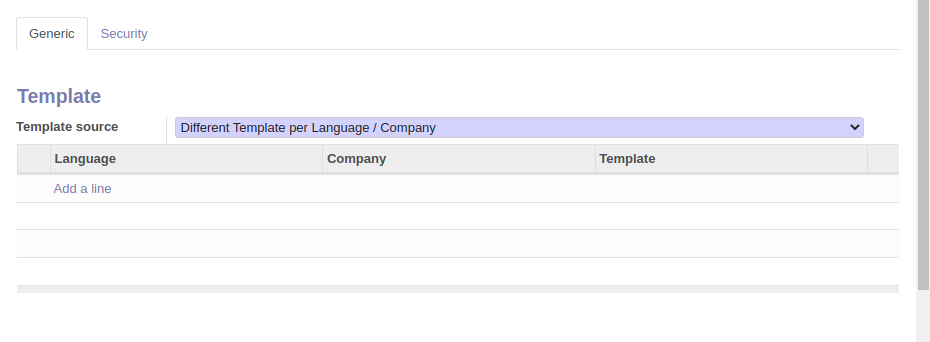 Generic Security
Template
Template source Different Template per Language / Company
Language Company Template
Add a line